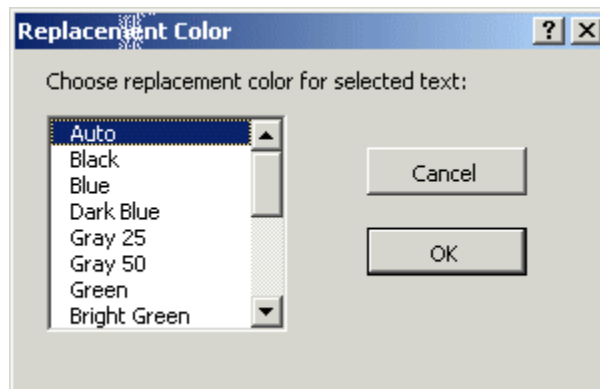 Replacement Color
Choose replacement color for selected text:
Auto
Black
Blue
Dark Blue
Gray 25
Gray 50
Green
Bright Green
Cancel
OK